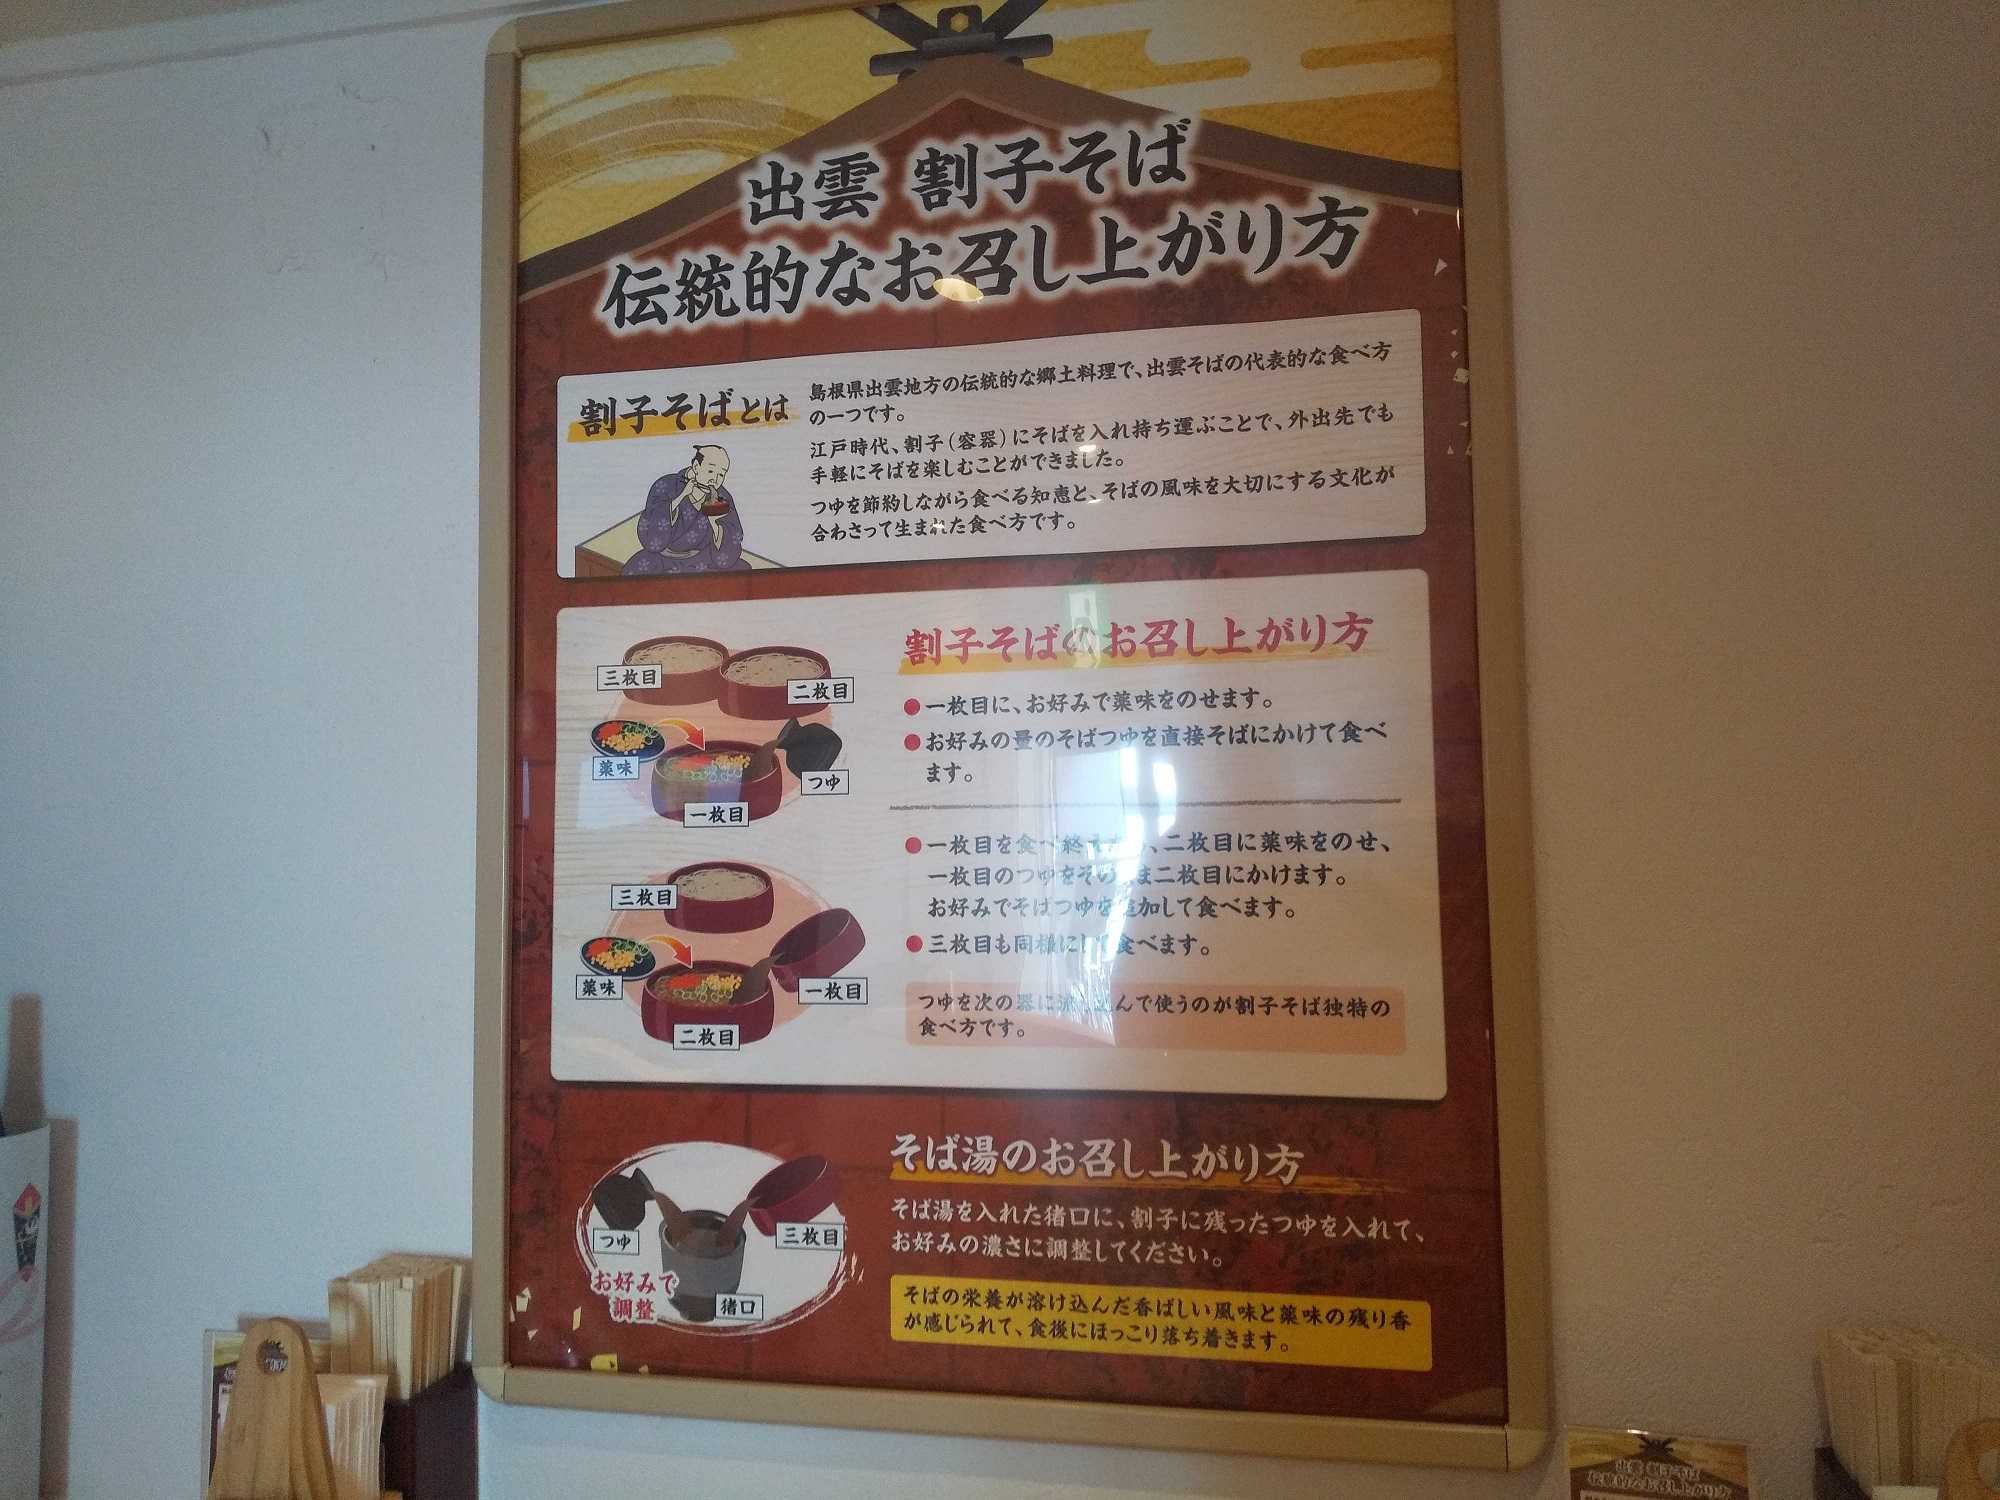 出雲 割子そば
伝統的なお召し上がり方
割子そばとは
島根県出雲地方の伝統的な郷土料理で、出雲そばの代表的な食べ方
の一つです。
江戸時代、割子（容器）にそばを入れ持ち運ぶことで、外出先でも
手軽にそばを楽しむことができました。
つゆを節約しながら食べる知恵と、そばの風味を大切にする文化が
合わさって生まれた食べ方です。
割子そばのお召し上がり方
三枚目
二枚目
薬味
つゆ
一枚目
●一枚目に、お好みで薬味をのせます。
●お好みの量のそばつゆを直接そばにかけて食べ
ます。
三枚目
薬味
一枚目
二枚目
●一枚目を食べ終えたら、二枚目に薬味をのせ、
一枚目のつゆをそのまま二枚目にかけます。
お好みでそばつゆを追加して食べます。
●三枚目も同様にして食べます。
つゆを次の器に流し込んで使うのが割子そば独特の
食べ方です。
そば湯のお召し上がり方
つゆ
三枚目
お好みで
調整
猪口
そば湯を入れた猪口に、割子に残ったつゆを入れて、
お好みの濃さに調整してください。
そばの栄養が溶け込んだ香ばしい風味と薬味の残り香
が感じられて、食後にほっこり落ち着きます。
出雲 割子そば
伝統的なお召し上がり方